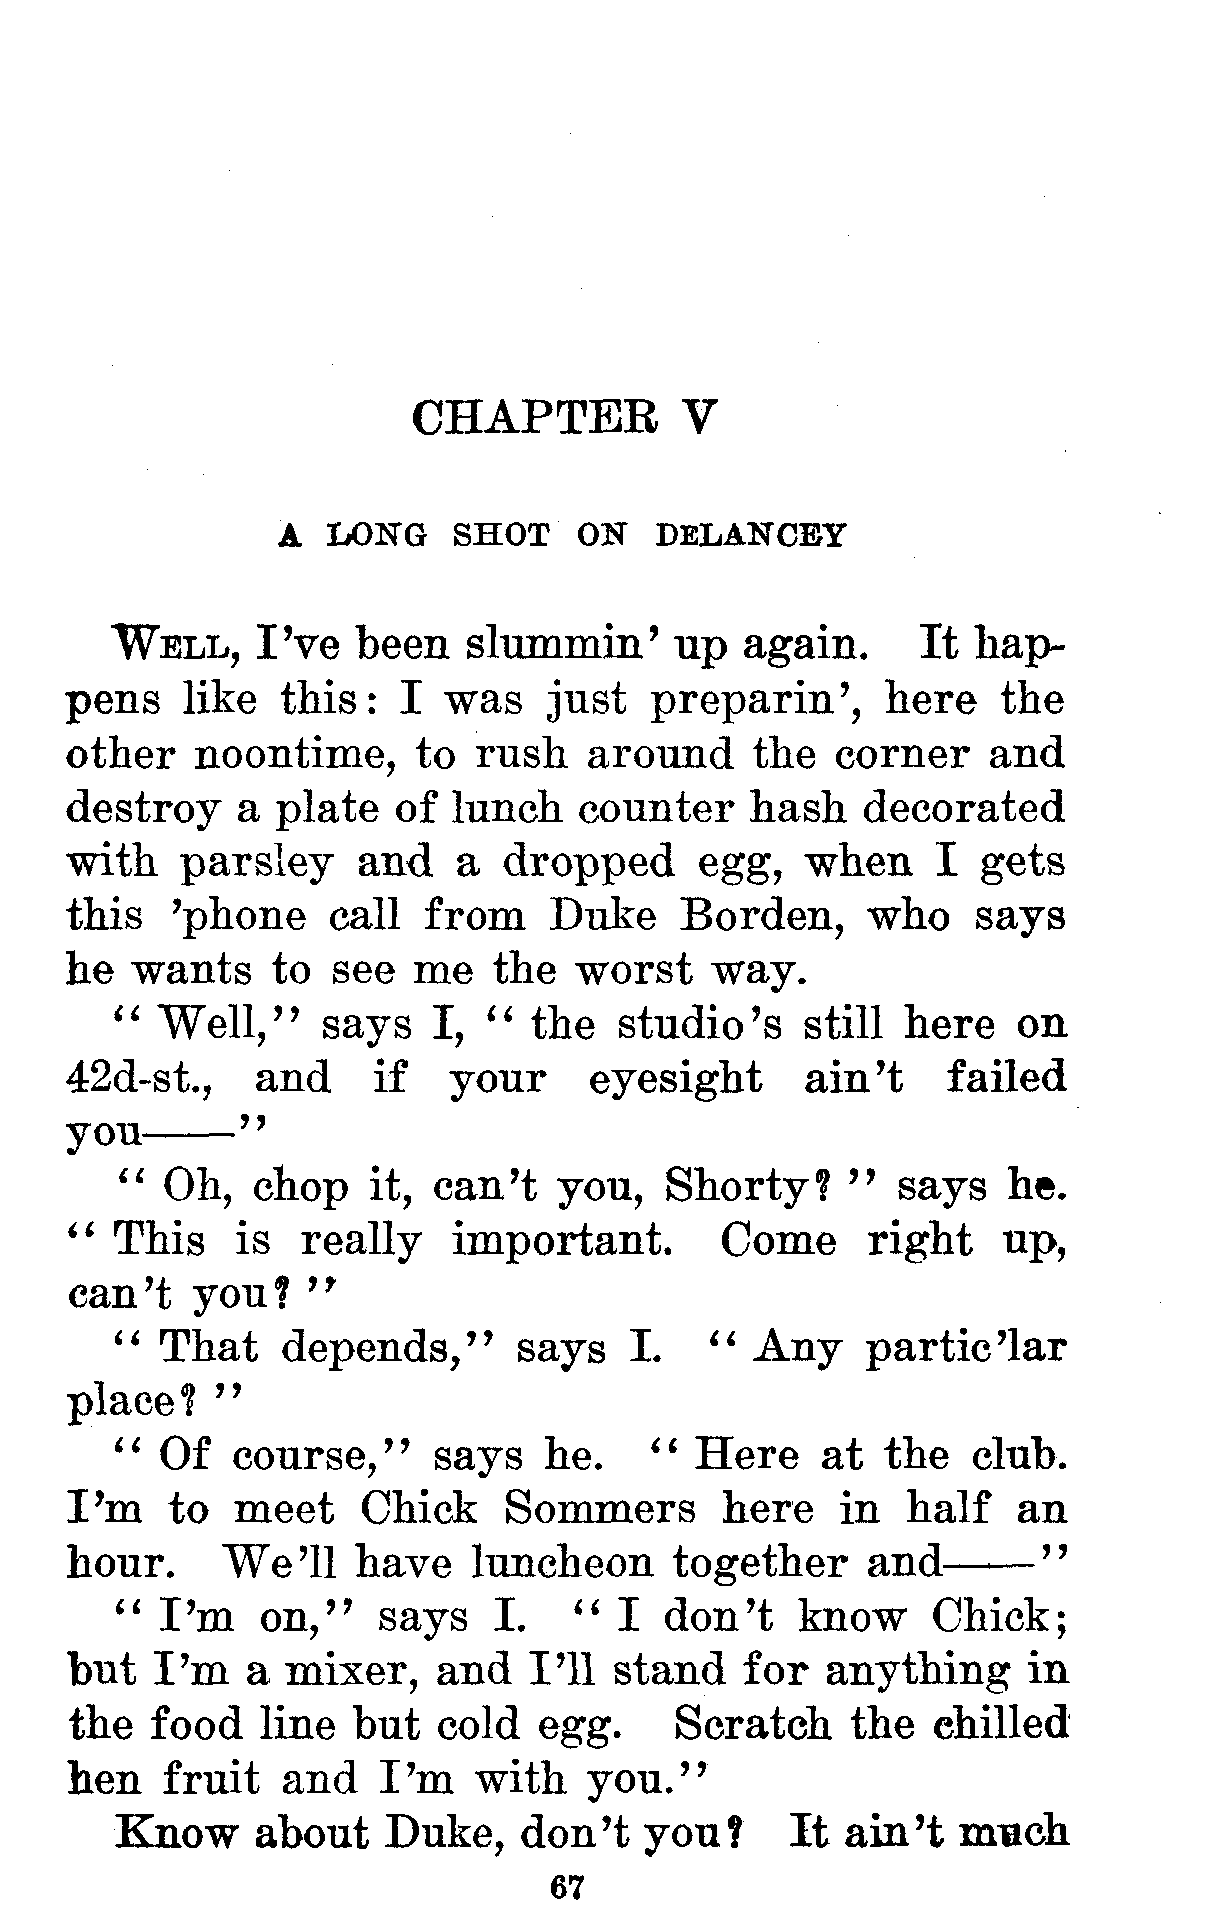 CHAPTER V
A LONG SHOT ON DELANCEY
WELL, I've been slummin' up again. It hap-
pens like this: I was just preparin', here the
other noontime, to rush around the corner and
destroy a plate of lunch counter hash decorated
with parsley and a dropped egg, when I gets
this 'phone call from Duke Borden, who says
he wants to see me the worst way.
“ Well,” says I, “ the studio's still here on
42d-st., and if your eyesight ain't failed
you——”
“ Oh, chop it, can't you, Shorty? ” says he.
“ This is really important. Come right up,
can't you? ”
“ That depends,” says I. “ Any partic'lar
place? ”
“ Of course,” says he. “ Here at the club.
I'm to meet Chick Sommers here in half an
hour. We'll have luncheon together and——”
“ I'm on,” says I. “ I don't know Chick;
but I'm a mixer, and I'll stand for anything in
the food line but cold egg. Scratch the chilled
hen fruit and I'm with you.”
Know about Duke, don't you? It ain't much
67